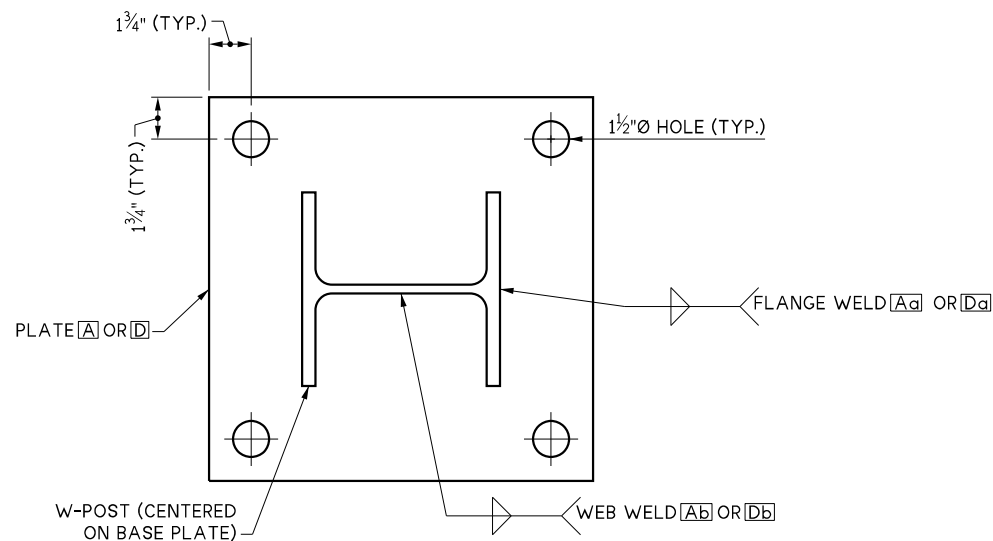 1¾" (TYP.)
1½"Ø HOLE (TYP.)
1¾" (TYP.)
FLANGE WELD Aa OR Da
PLATE A OR D
W-POST (CENTERED
ON BASE PLATE)
WEB WELD Ab OR Db